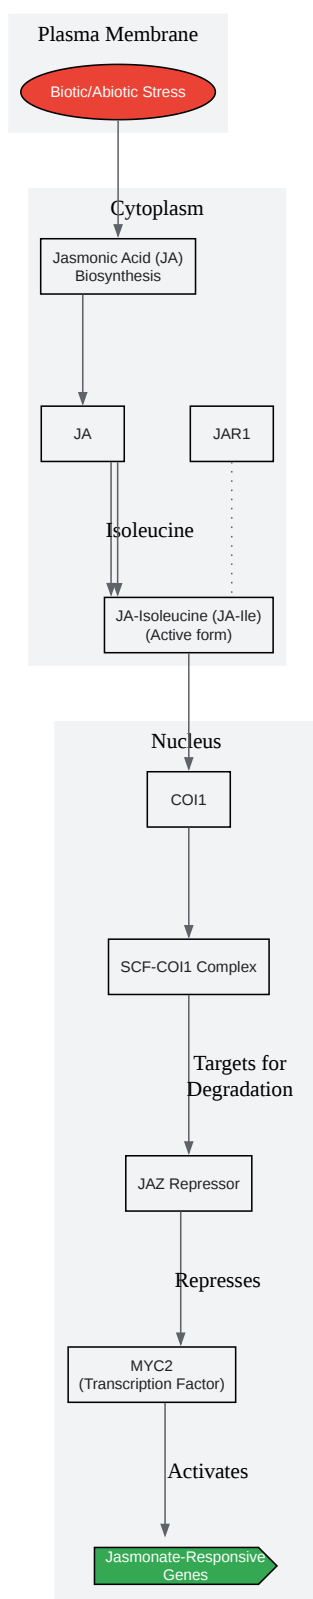 Plasma Membrane
Biotic/Abiotic Stress
Cytoplasm
Jasmonic Acid (JA)
Biosynthesis
JA
JAR1
Isoleucine
JA-Isoleucine (JA-Ile)
(Active form)
Nucleus
COI1
SCF-COI1 Complex
Targets for
Degradation
JAZ Repressor
Represses
MYC2
(Transcription Factor)
Activates
Jasmonate-Responsive
Genes